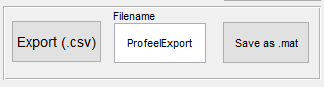 Filename
Export (.csv)
ProfeelExport
Save as .mat